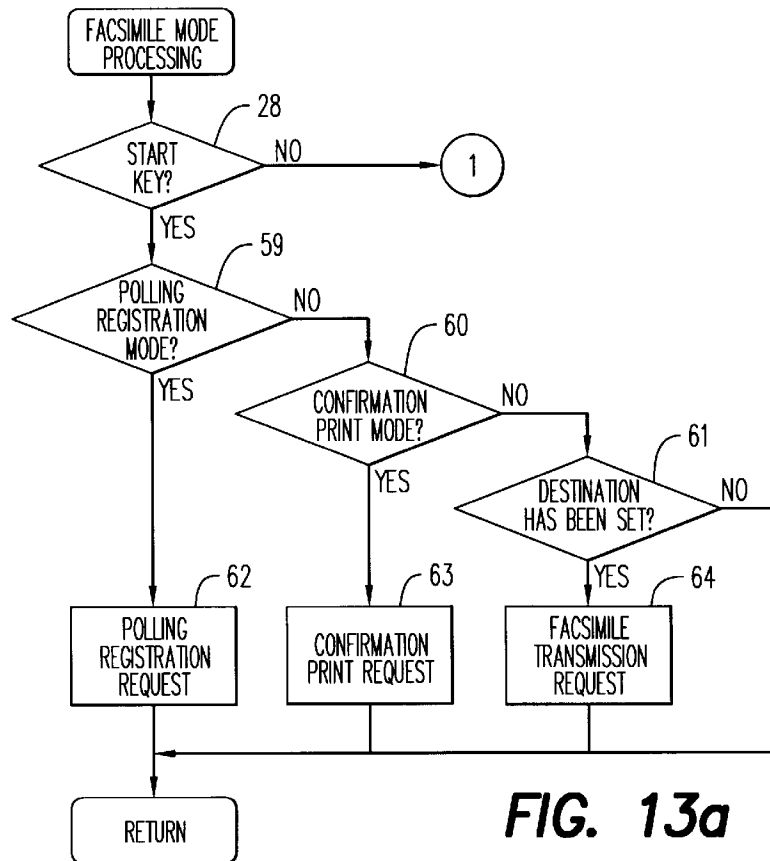 FACSIMILE MODE
PROCESSING
28
START
KEY?
NO
1
YES
59
POLLING
REGISTRATION
MODE?
NO
YES
60
CONFIRMATION
PRINT MODE?
NO
YES
61
DESTINATION
HAS BEEN SET?
NO
YES
62
POLLING
REGISTRATION
REQUEST
63
CONFIRMATION
PRINT REQUEST
64
FACSIMILE
TRANSMISSION
REQUEST
RETURN
FIG. 13a